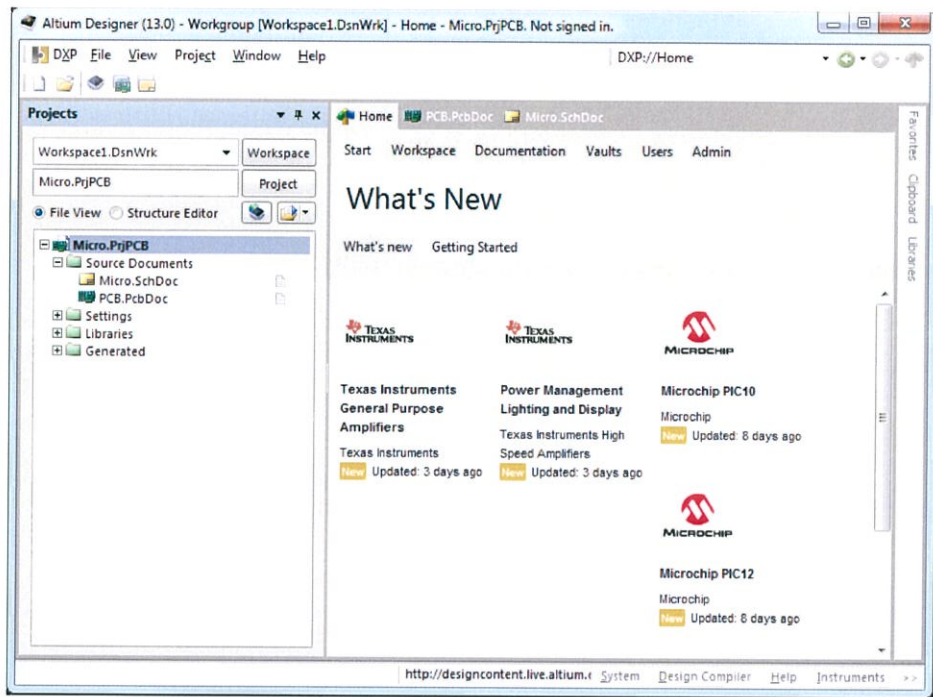 Altium Designer (13.0) - Workgroup [Workspace1.DsnWrk] - Home - Micro.PrjPCB. Not signed in.
DXP File View Project Window Help
DXP://Home
Projects
Workspace1.DsnWrk
Workspace
Micro.PrjPCB
Project
File View
Structure Editor
Micro.PrjPCB
Source Documents
Micro.SchDoc
PCB.PcbDoc
Settings
Libraries
Generated
Home PCB.PcbDoc Micro.SchDoc
Start Workspace Documentation Vaults Users Admin
What's New
What's new Getting Started
TEXAS
INSTRUMENTS
Texas Instruments
General Purpose
Amplifiers
Texas Instruments
New Updated: 3 days ago
TEXAS
INSTRUMENTS
Power Management
Lighting and Display
Texas Instruments High
Speed Amplifiers
New Updated: 3 days ago
MICROCHIP
Microchip PIC10
Microchip
New Updated: 8 days ago
MICROCHIP
Microchip PIC12
Microchip
New Updated: 8 days ago
Favorites Clipboard Libraries
http://designcontent.live.altium.c System Design Compiler Help Instruments >>